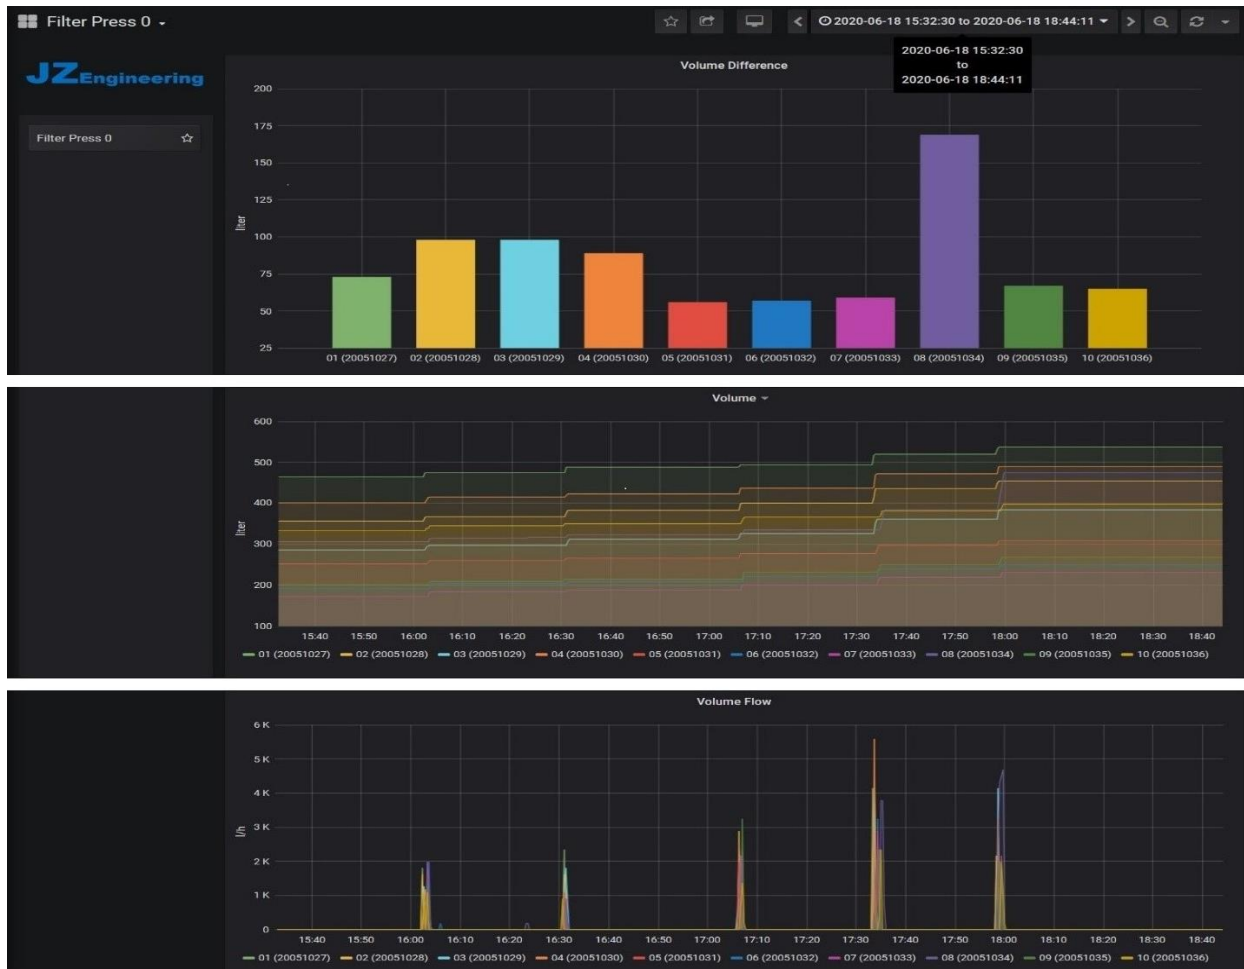 Filter Press 0
2020-06-18 15:32:30 to 2020-06-18 18:44:11
2020-06-18 15:32:30
to
2020-06-18 18:44:11
JZEngineering
Filter Press 0
Volume Difference
liter
200
175
150
125
100
75
50
25
01 (20051027) 02 (20051028) 03 (20051029) 04 (20051030) 05 (20051031) 06 (20051032) 07 (20051033) 08 (20051034) 09 (20051035) 10 (20051036)
Volume
liter
600
500
400
300
200
100
15:40 15:50 16:00 16:10 16:20 16:30 16:40 16:50 17:00 17:10 17:20 17:30 17:40 17:50 18:00 18:10 18:20 18:30 18:40
01 (20051027) 02 (20051028) 03 (20051029) 04 (20051030) 05 (20051031) 06 (20051032) 07 (20051033) 08 (20051034) 09 (20051035) 10 (20051036)
Volume Flow
l/h
6 K
5 K
4 K
3 K
2 K
1 K
0
15:40 15:50 16:00 16:10 16:20 16:30 16:40 16:50 17:00 17:10 17:20 17:30 17:40 17:50 18:00 18:10 18:20 18:30 18:40
01 (20051027) 02 (20051028) 03 (20051029) 04 (20051030) 05 (20051031) 06 (20051032) 07 (20051033) 08 (20051034) 09 (20051035) 10 (20051036)